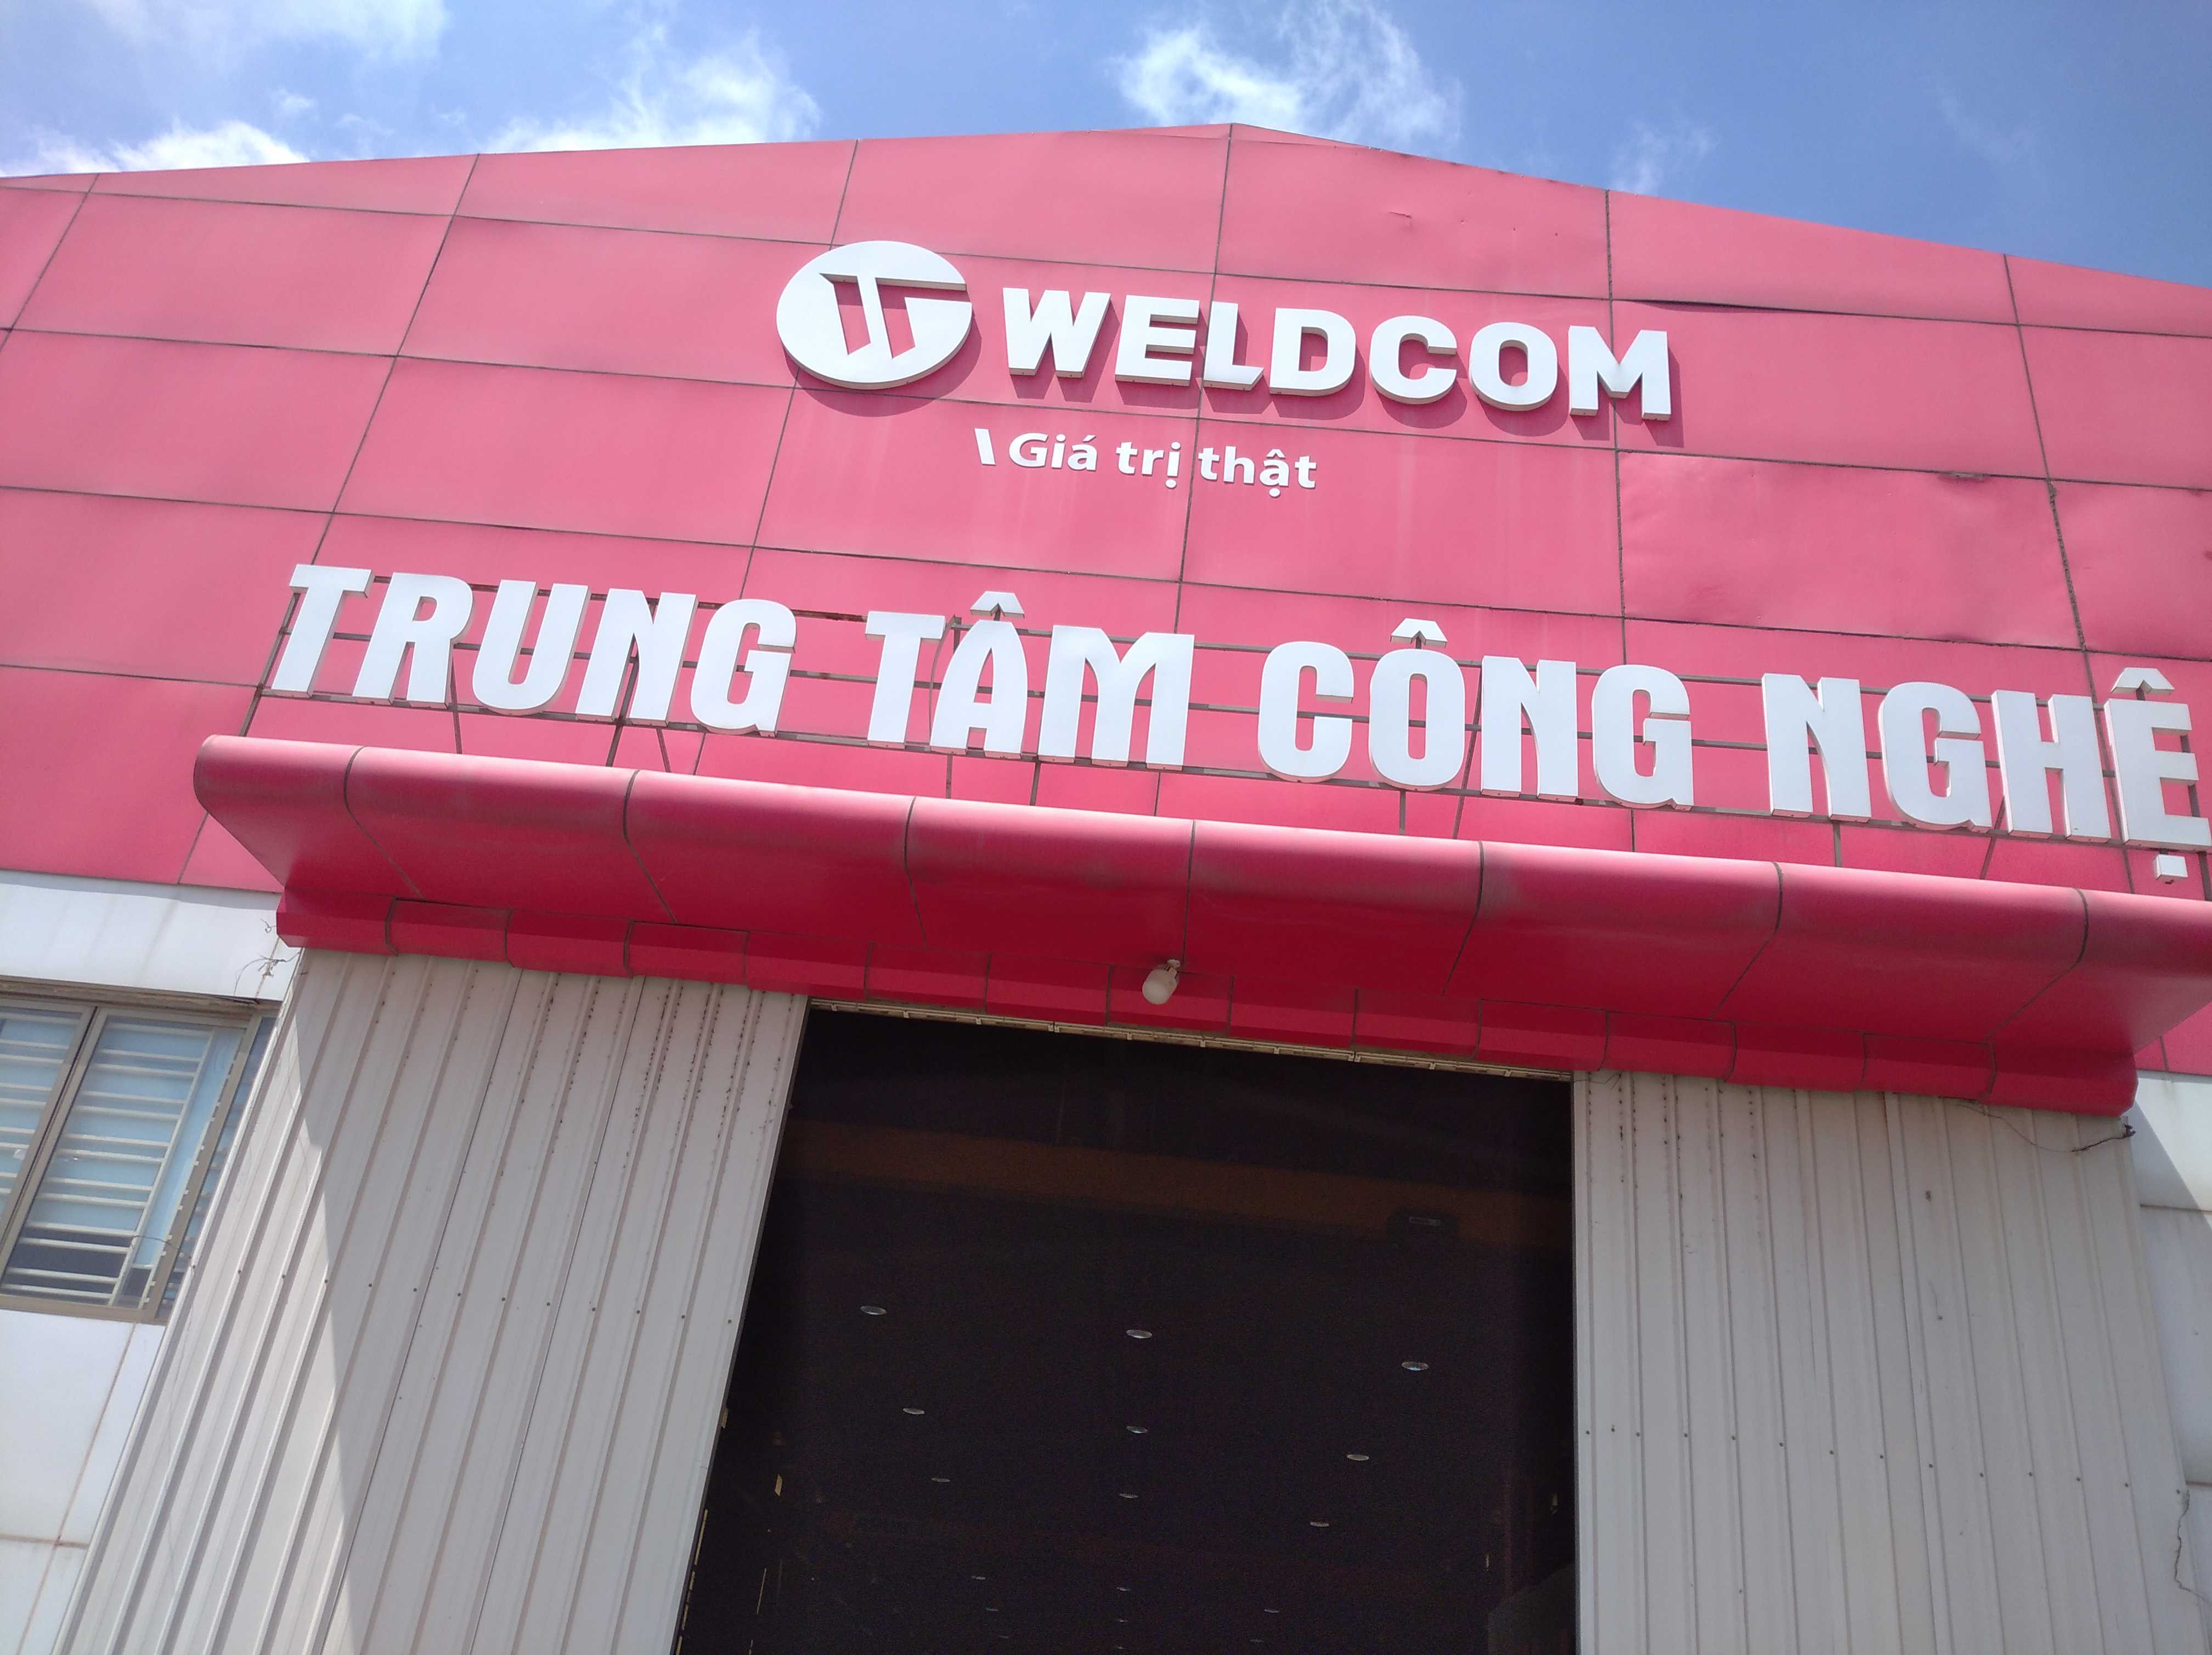 WELDCOM
\ Giá trị thật
TRUNG TÂM CÔNG NGHỆ